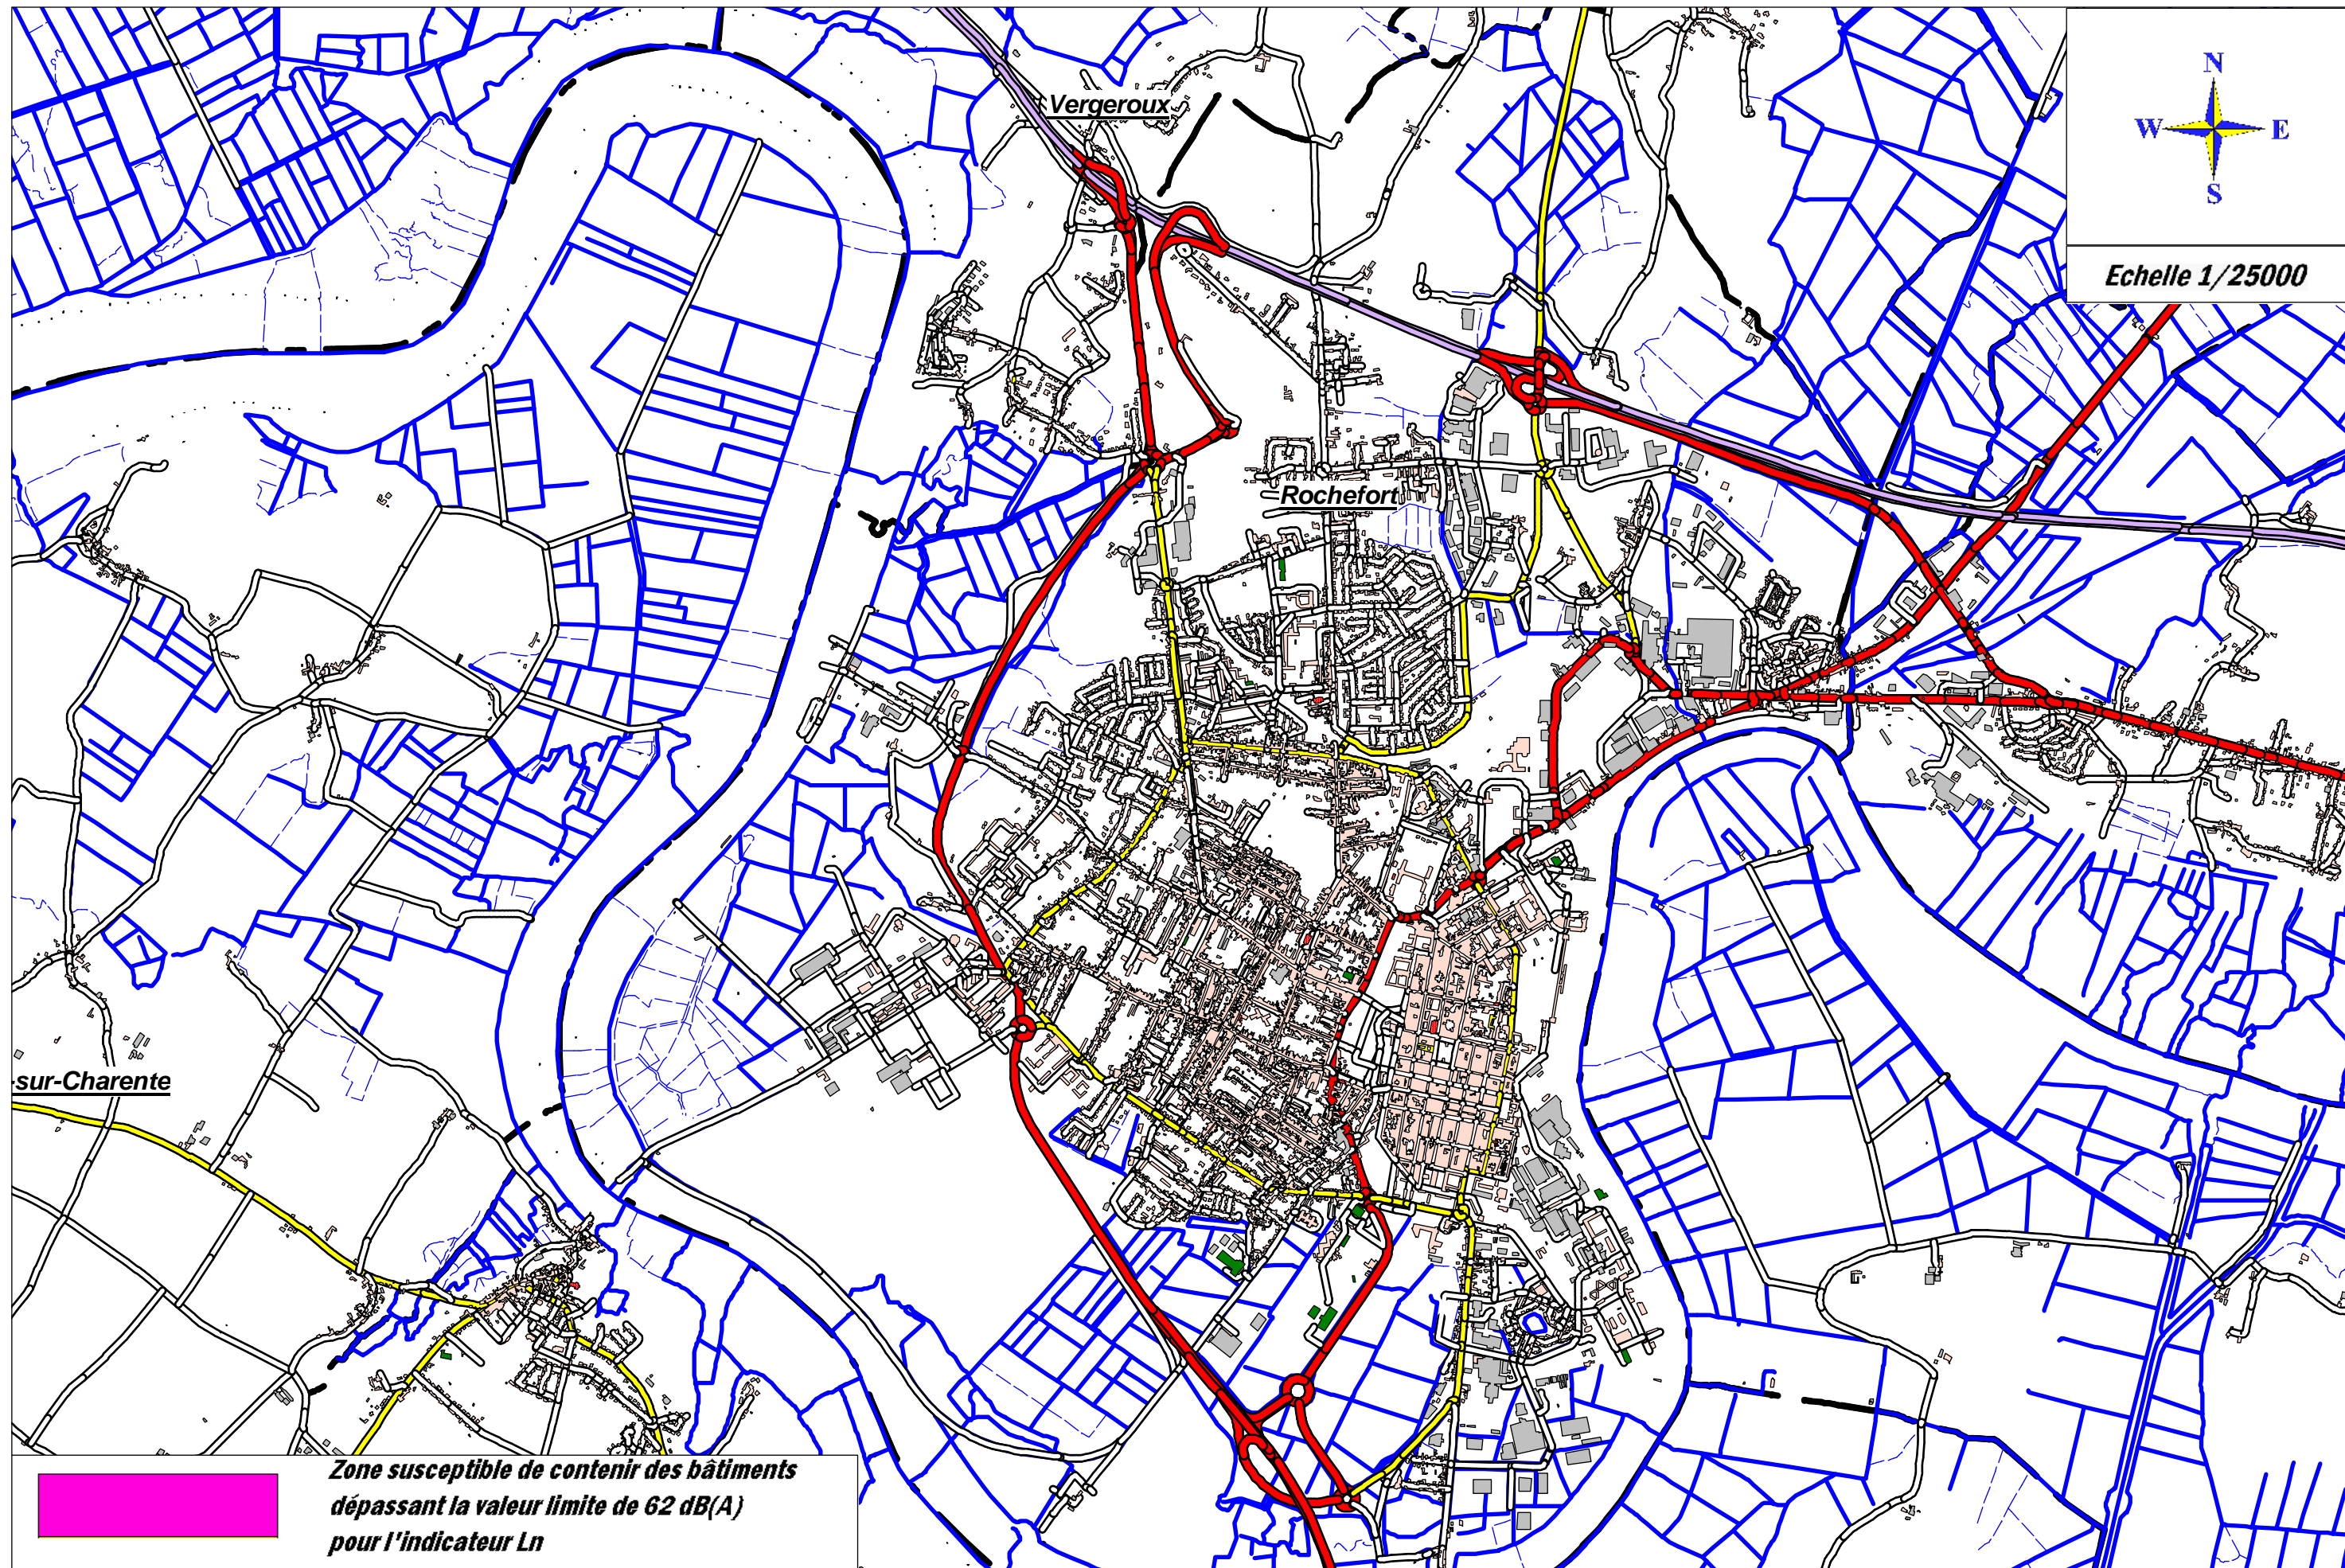 N
W E
S
Echelle 1/25000
Vergeroux
Rochefort
-sur-Charente
Zone susceptible de contenir des bâtiments
dépassant la valeur limite de 62 dB(A)
pour l'indicateur Ln